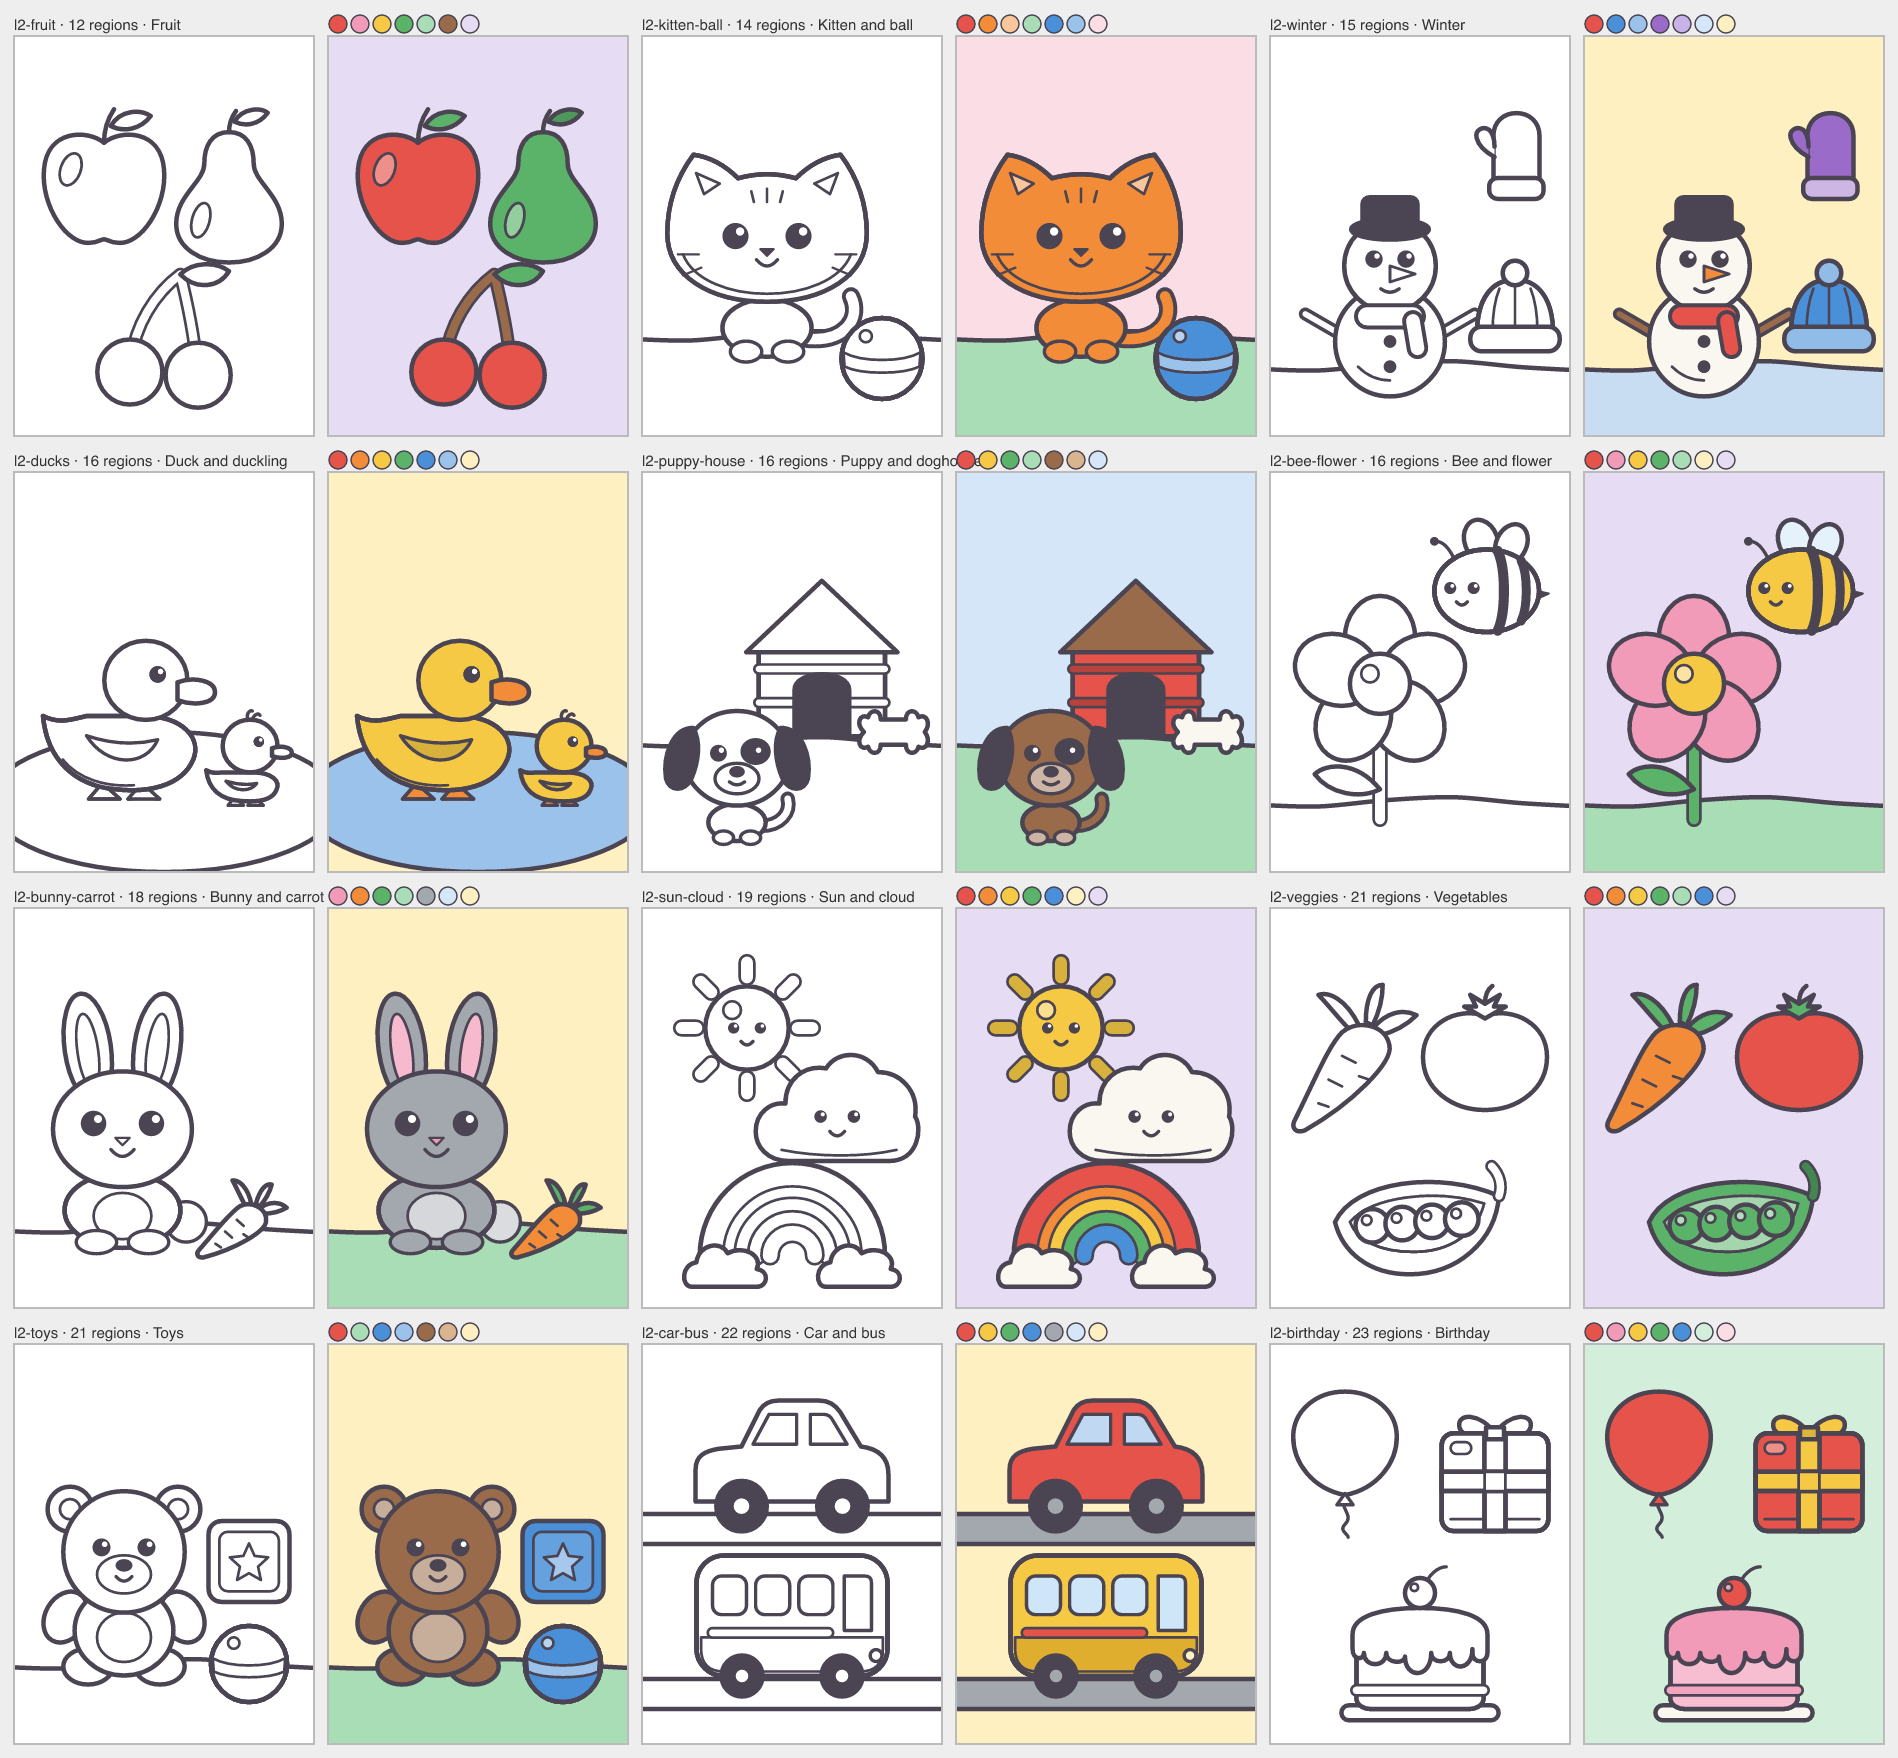 l2-fruit · 12 regions · Fruit
l2-kitten-ball · 14 regions · Kitten and ball
l2-winter · 15 regions · Winter
l2-ducks · 16 regions · Duck and duckling
l2-puppy-house · 16 regions · Puppy and
l2-bee-flower · 16 regions · Bee and flower
l2-bunny-carrot · 18 regions · Bunny and carrot
l2-sun-cloud · 19 regions · Sun and cloud
l2-veggies · 21 regions · Vegetables
l2-toys · 21 regions · Toys
l2-car-bus · 22 regions · Car and bus
l2-birthday · 23 regions · Birthday